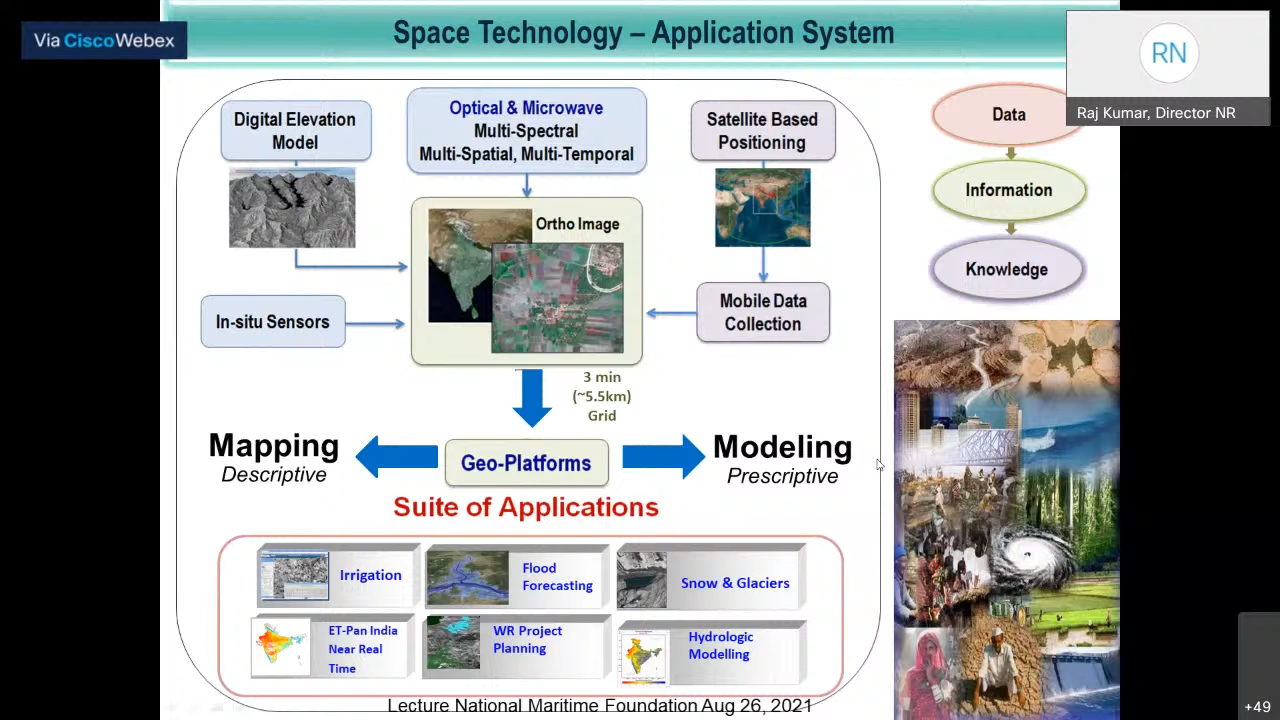 Via CiscoWebex
Space Technology – Application System
RN
Raj Kumar, Director NR
Digital Elevation
Model
Optical & Microwave
Multi-Spectral
Multi-Spatial, Multi-Temporal
Satellite Based
Positioning
Data
Information
Knowledge
Ortho Image
In-situ Sensors
Mobile Data
Collection
3 min
(~5.5km)
Grid
Mapping
Descriptive
Geo-Platforms
Modeling
Prescriptive
Suite of Applications
Irrigation
Flood
Forecasting
Snow & Glaciers
ET-Pan India
Near Real
Time
WR Project
Planning
Hydrologic
Modelling
Lecture National Maritime Foundation Aug 26, 2021
+49